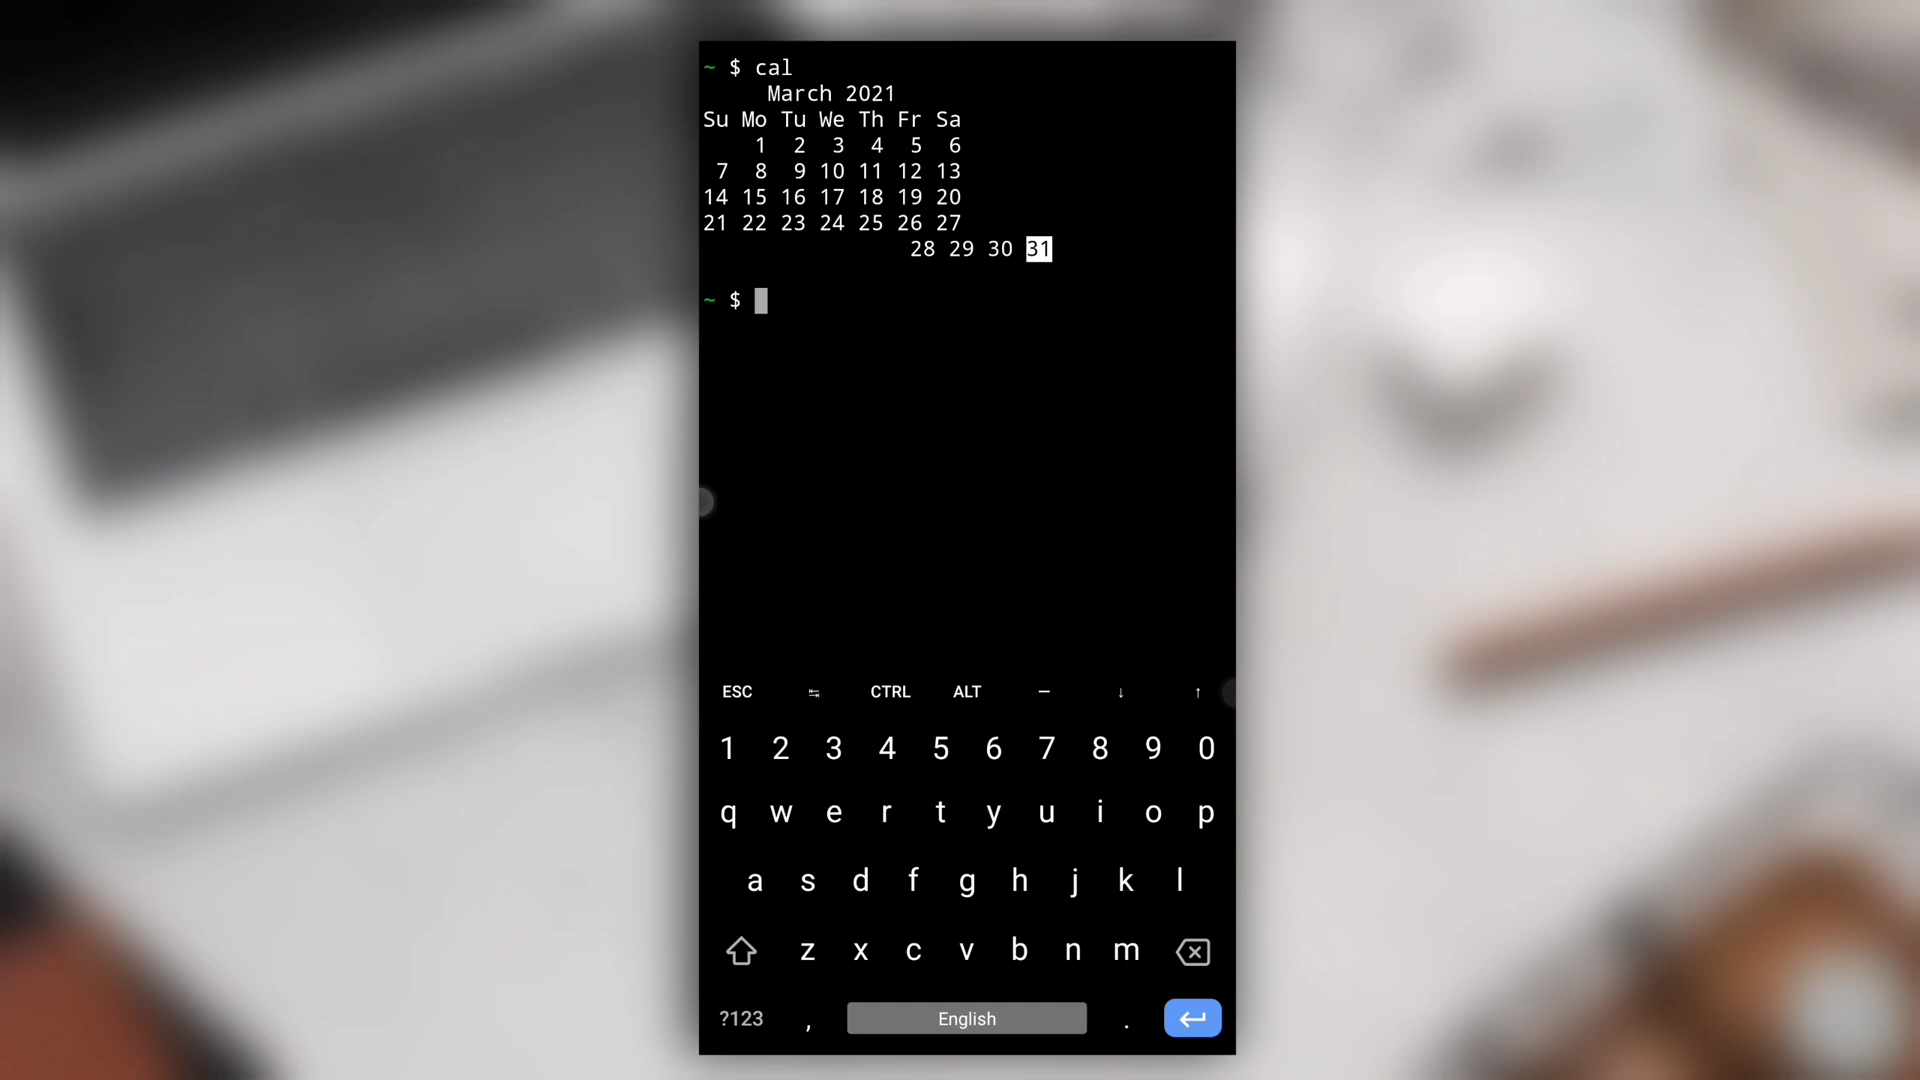 ~ $ cal
March 2021
Su Mo Tu We Th Fr Sa
1 2 3 4 5 6
7 8 9 10 11 12 13
14 15 16 17 18 19 20
21 22 23 24 25 26 27
28 29 30 31
~ $
ESC ↹ CTRL ALT — ↓ ↑
1 2 3 4 5 6 7 8 9 0
q w e r t y u i o p
a s d f g h j k l
z x c v b n m
?123 , English .